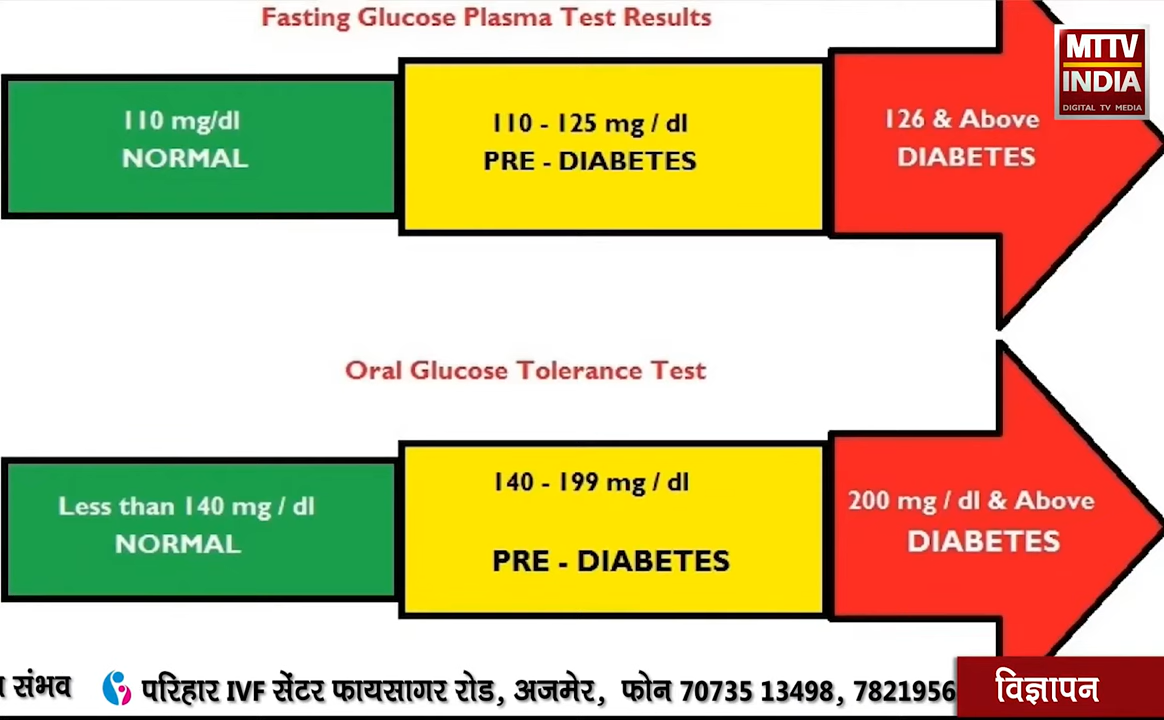 Fasting Glucose Plasma Test Results
MTTV
INDIA
DIGITAL TV MEDIA
110 mg/dl
NORMAL
110 - 125 mg / dl
PRE - DIABETES
126 & Above
DIABETES
Oral Glucose Tolerance Test
Less than 140 mg / dl
NORMAL
140 - 199 mg / dl
PRE - DIABETES
200 mg / dl & Above
DIABETES
संभव परिहार IVF सेंटर फायसागर रोड, अजमेर, फोन 70735 13498, 7821956
विज्ञापन